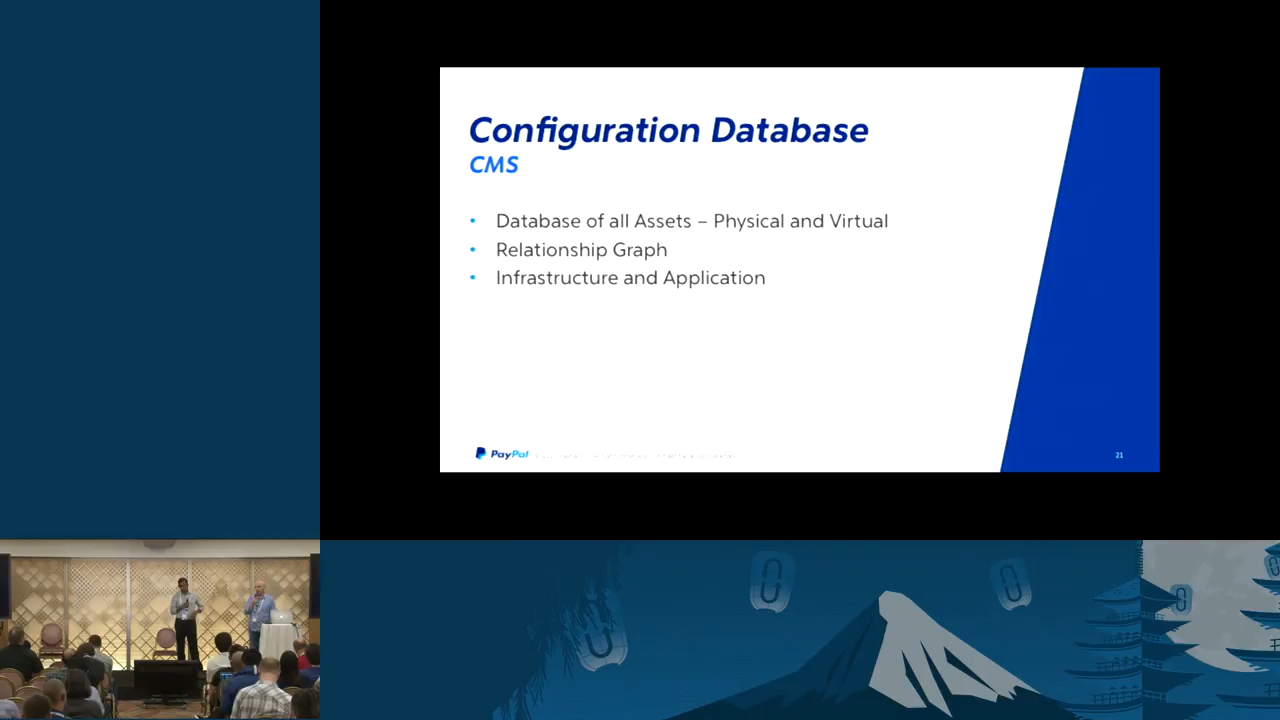 Configuration Database
CMS
• Database of all Assets – Physical and Virtual
• Relationship Graph
• Infrastructure and Application
PayPal
21